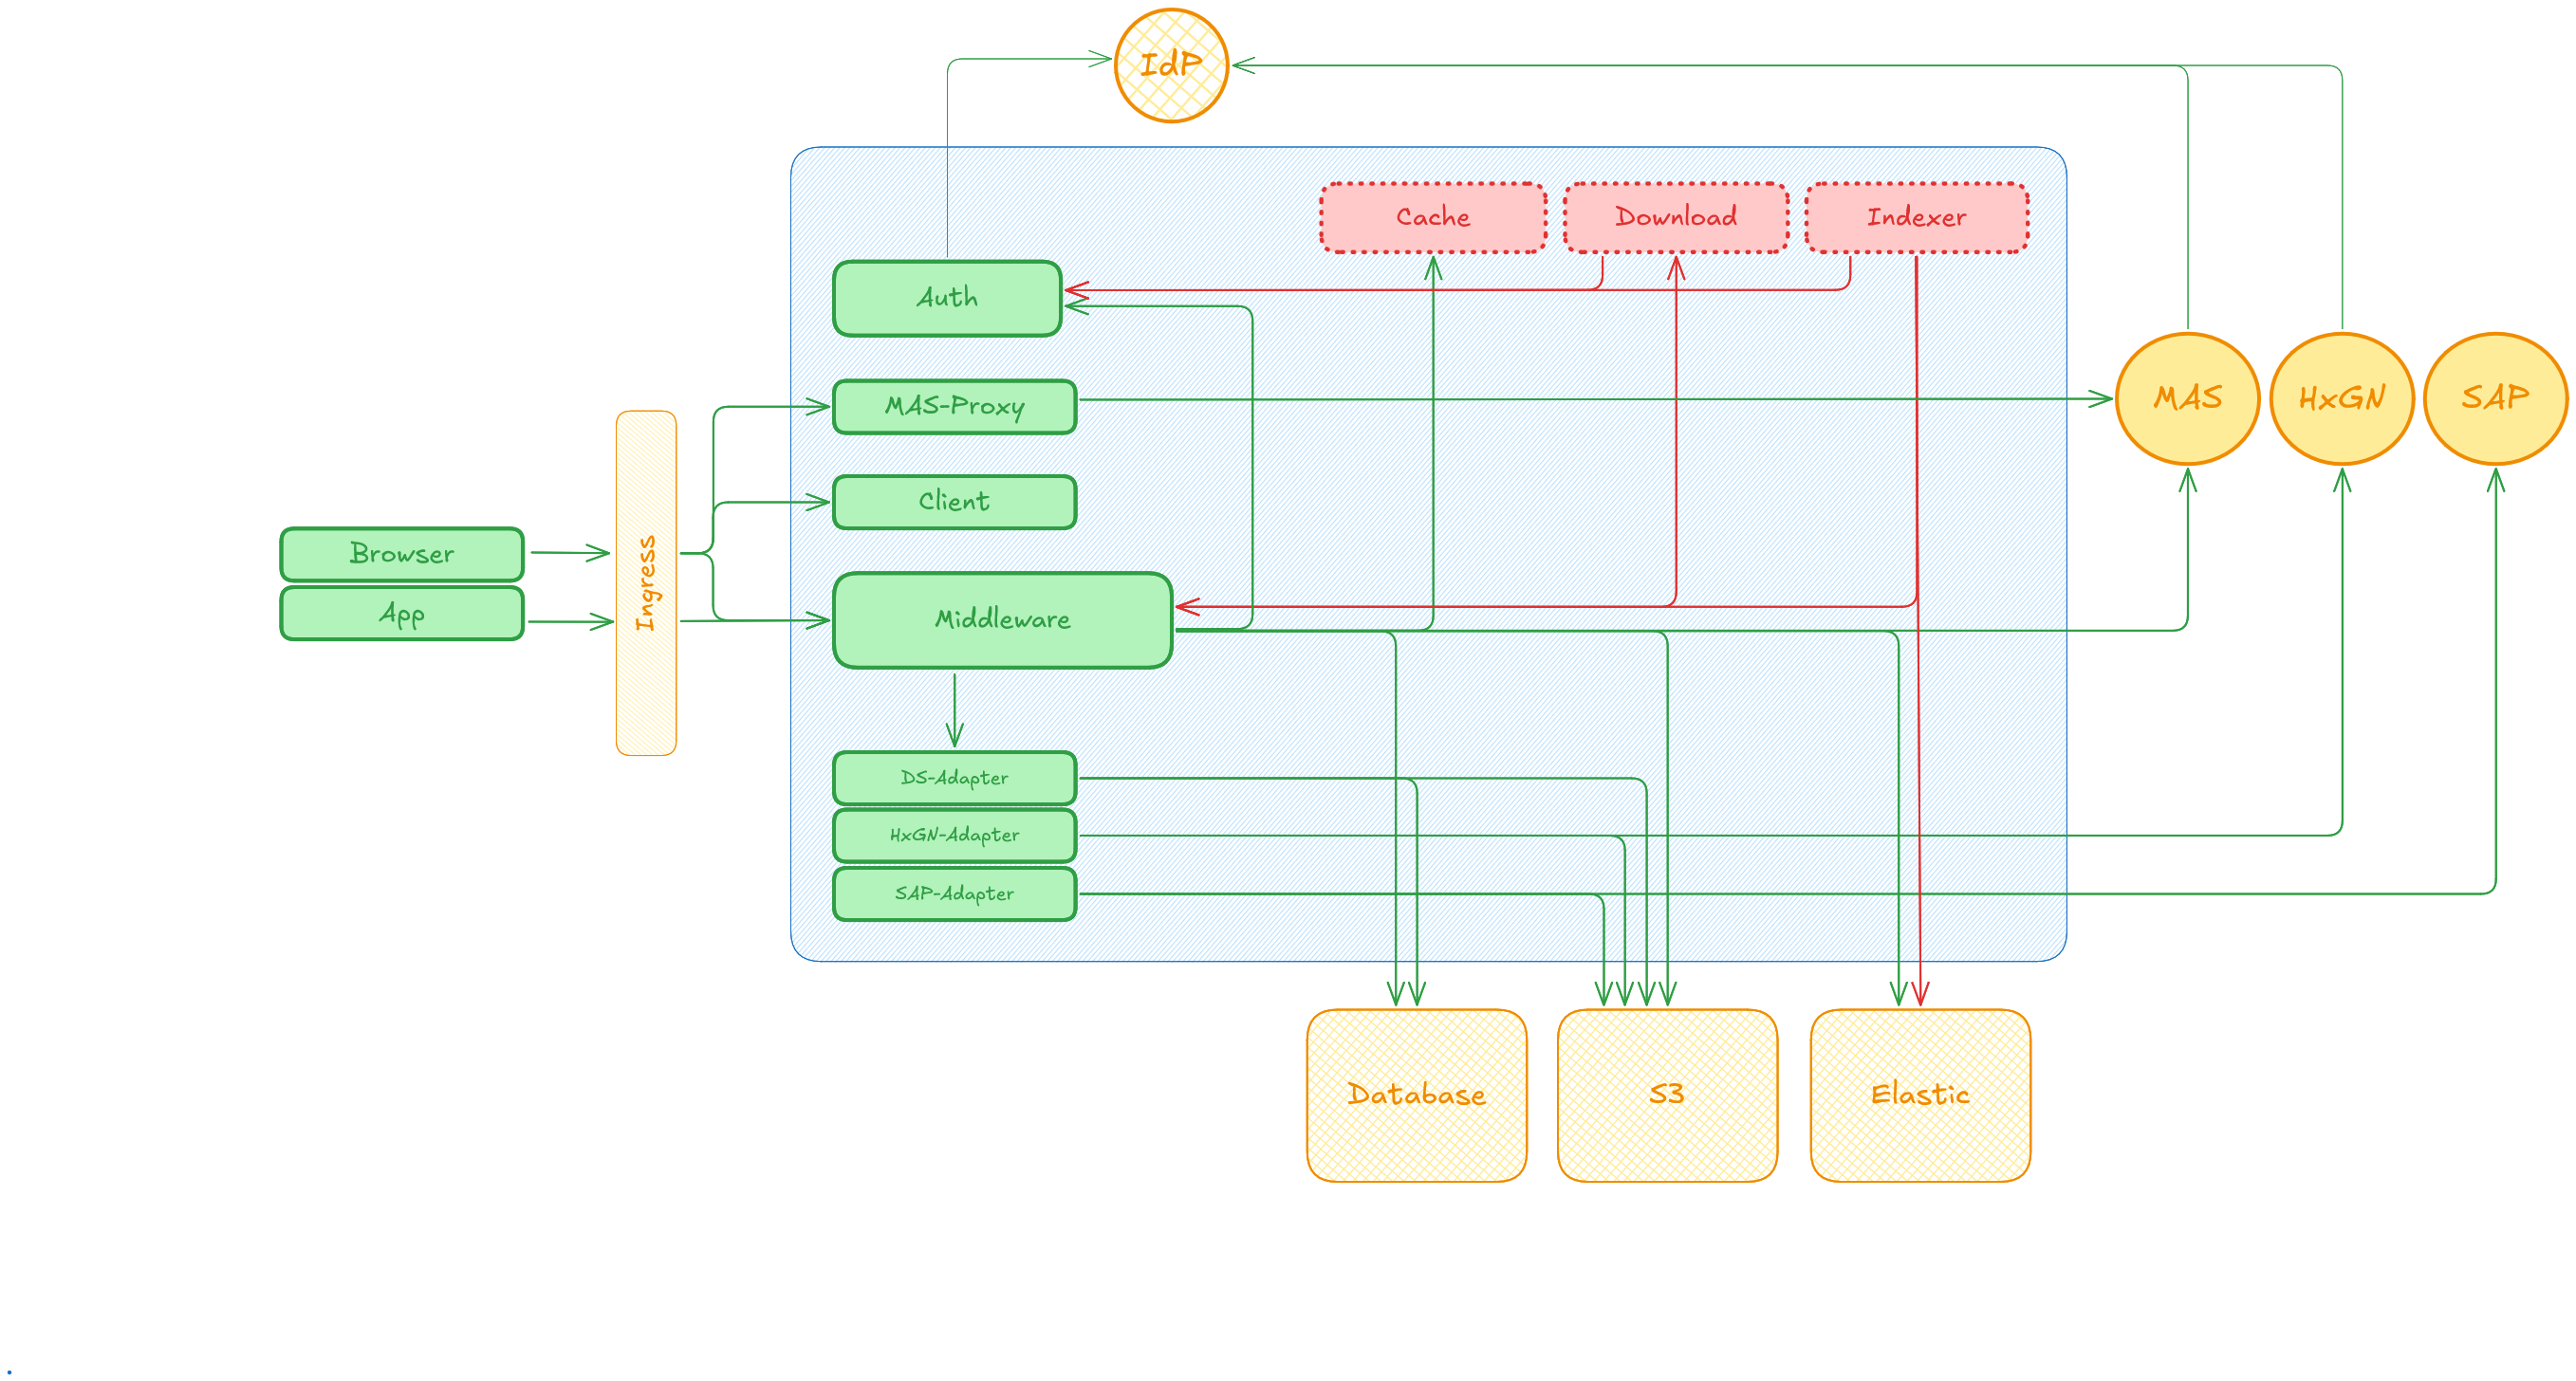 IdP
Cache
Download
Indexer
Auth
MAS-Proxy
MAS
HxGN
SAP
Client
Browser
App
Ingress
Middleware
DS-Adapter
HxGN-Adapter
SAP-Adapter
Database
S3
Elastic